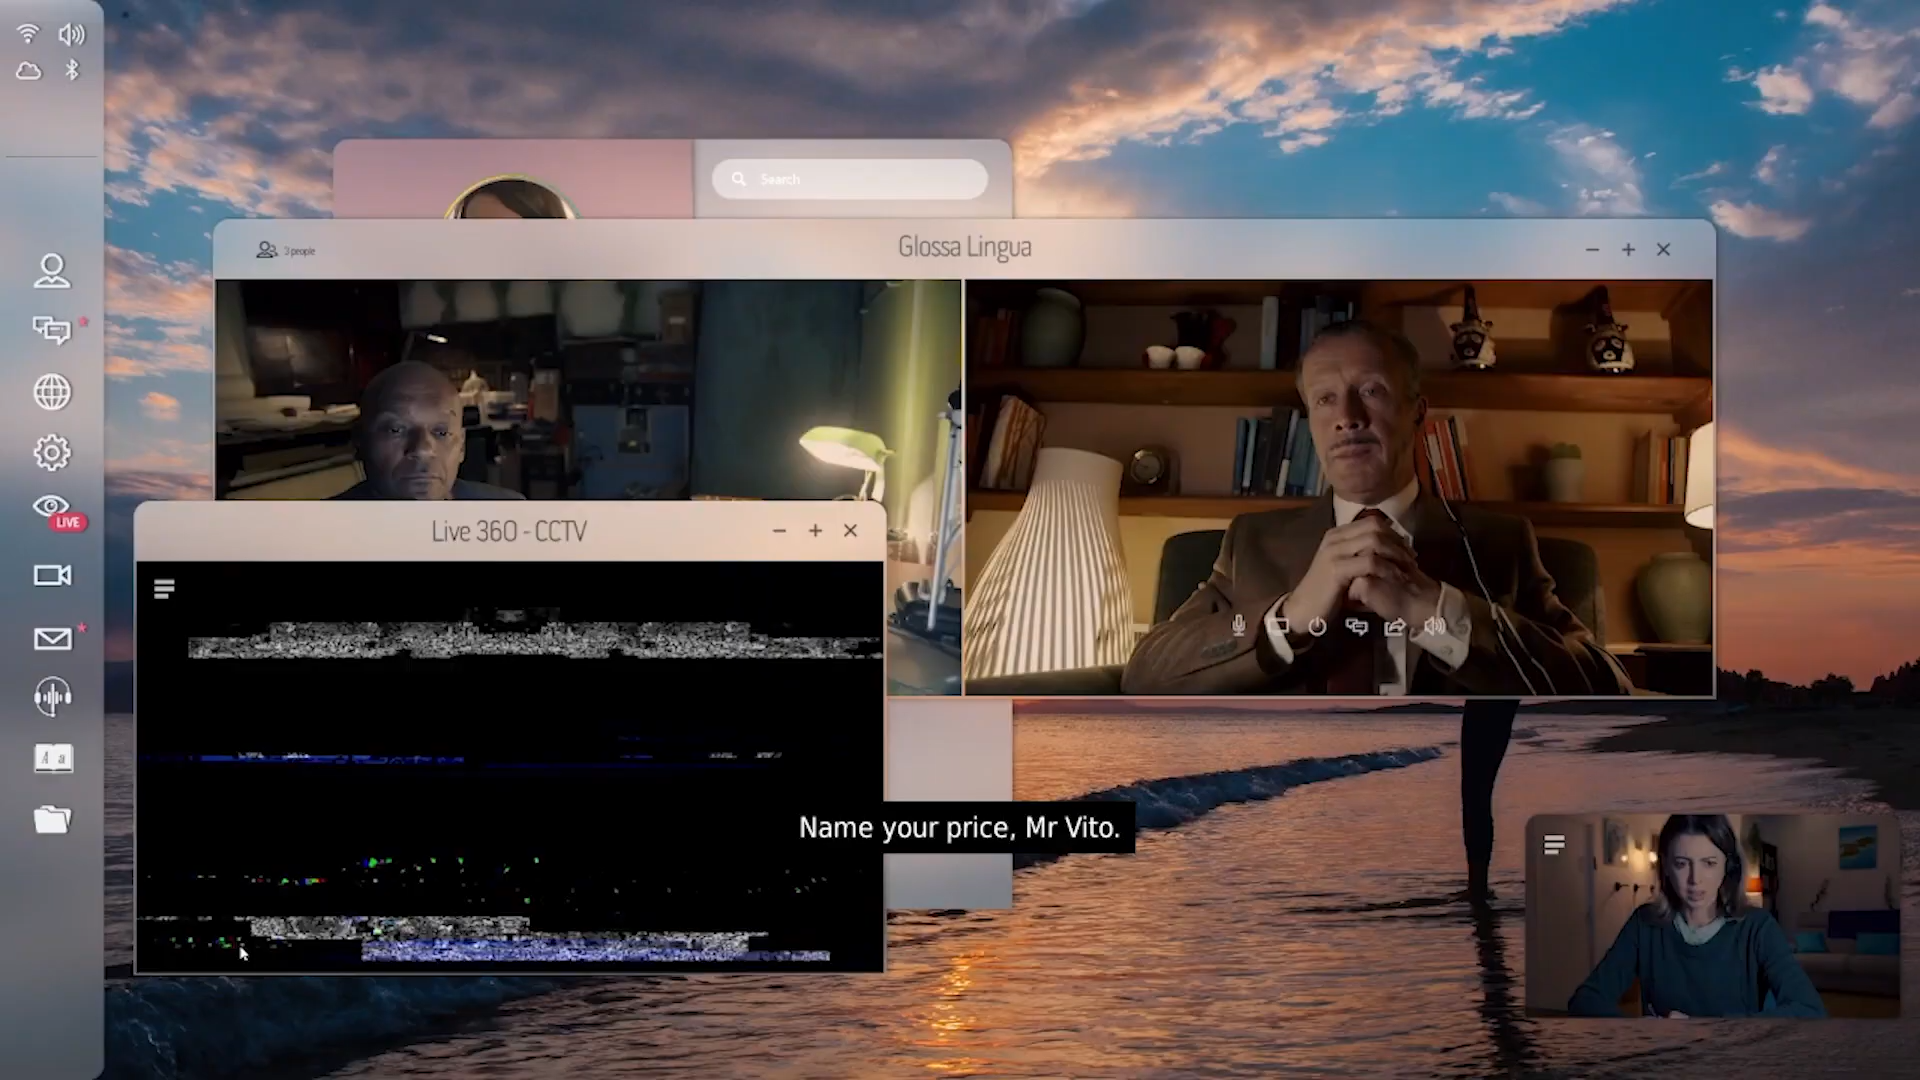 Search
3 people
Glossa Lingua
LIVE
Live 360 - CCTV
A a
Name your price, Mr Vito.